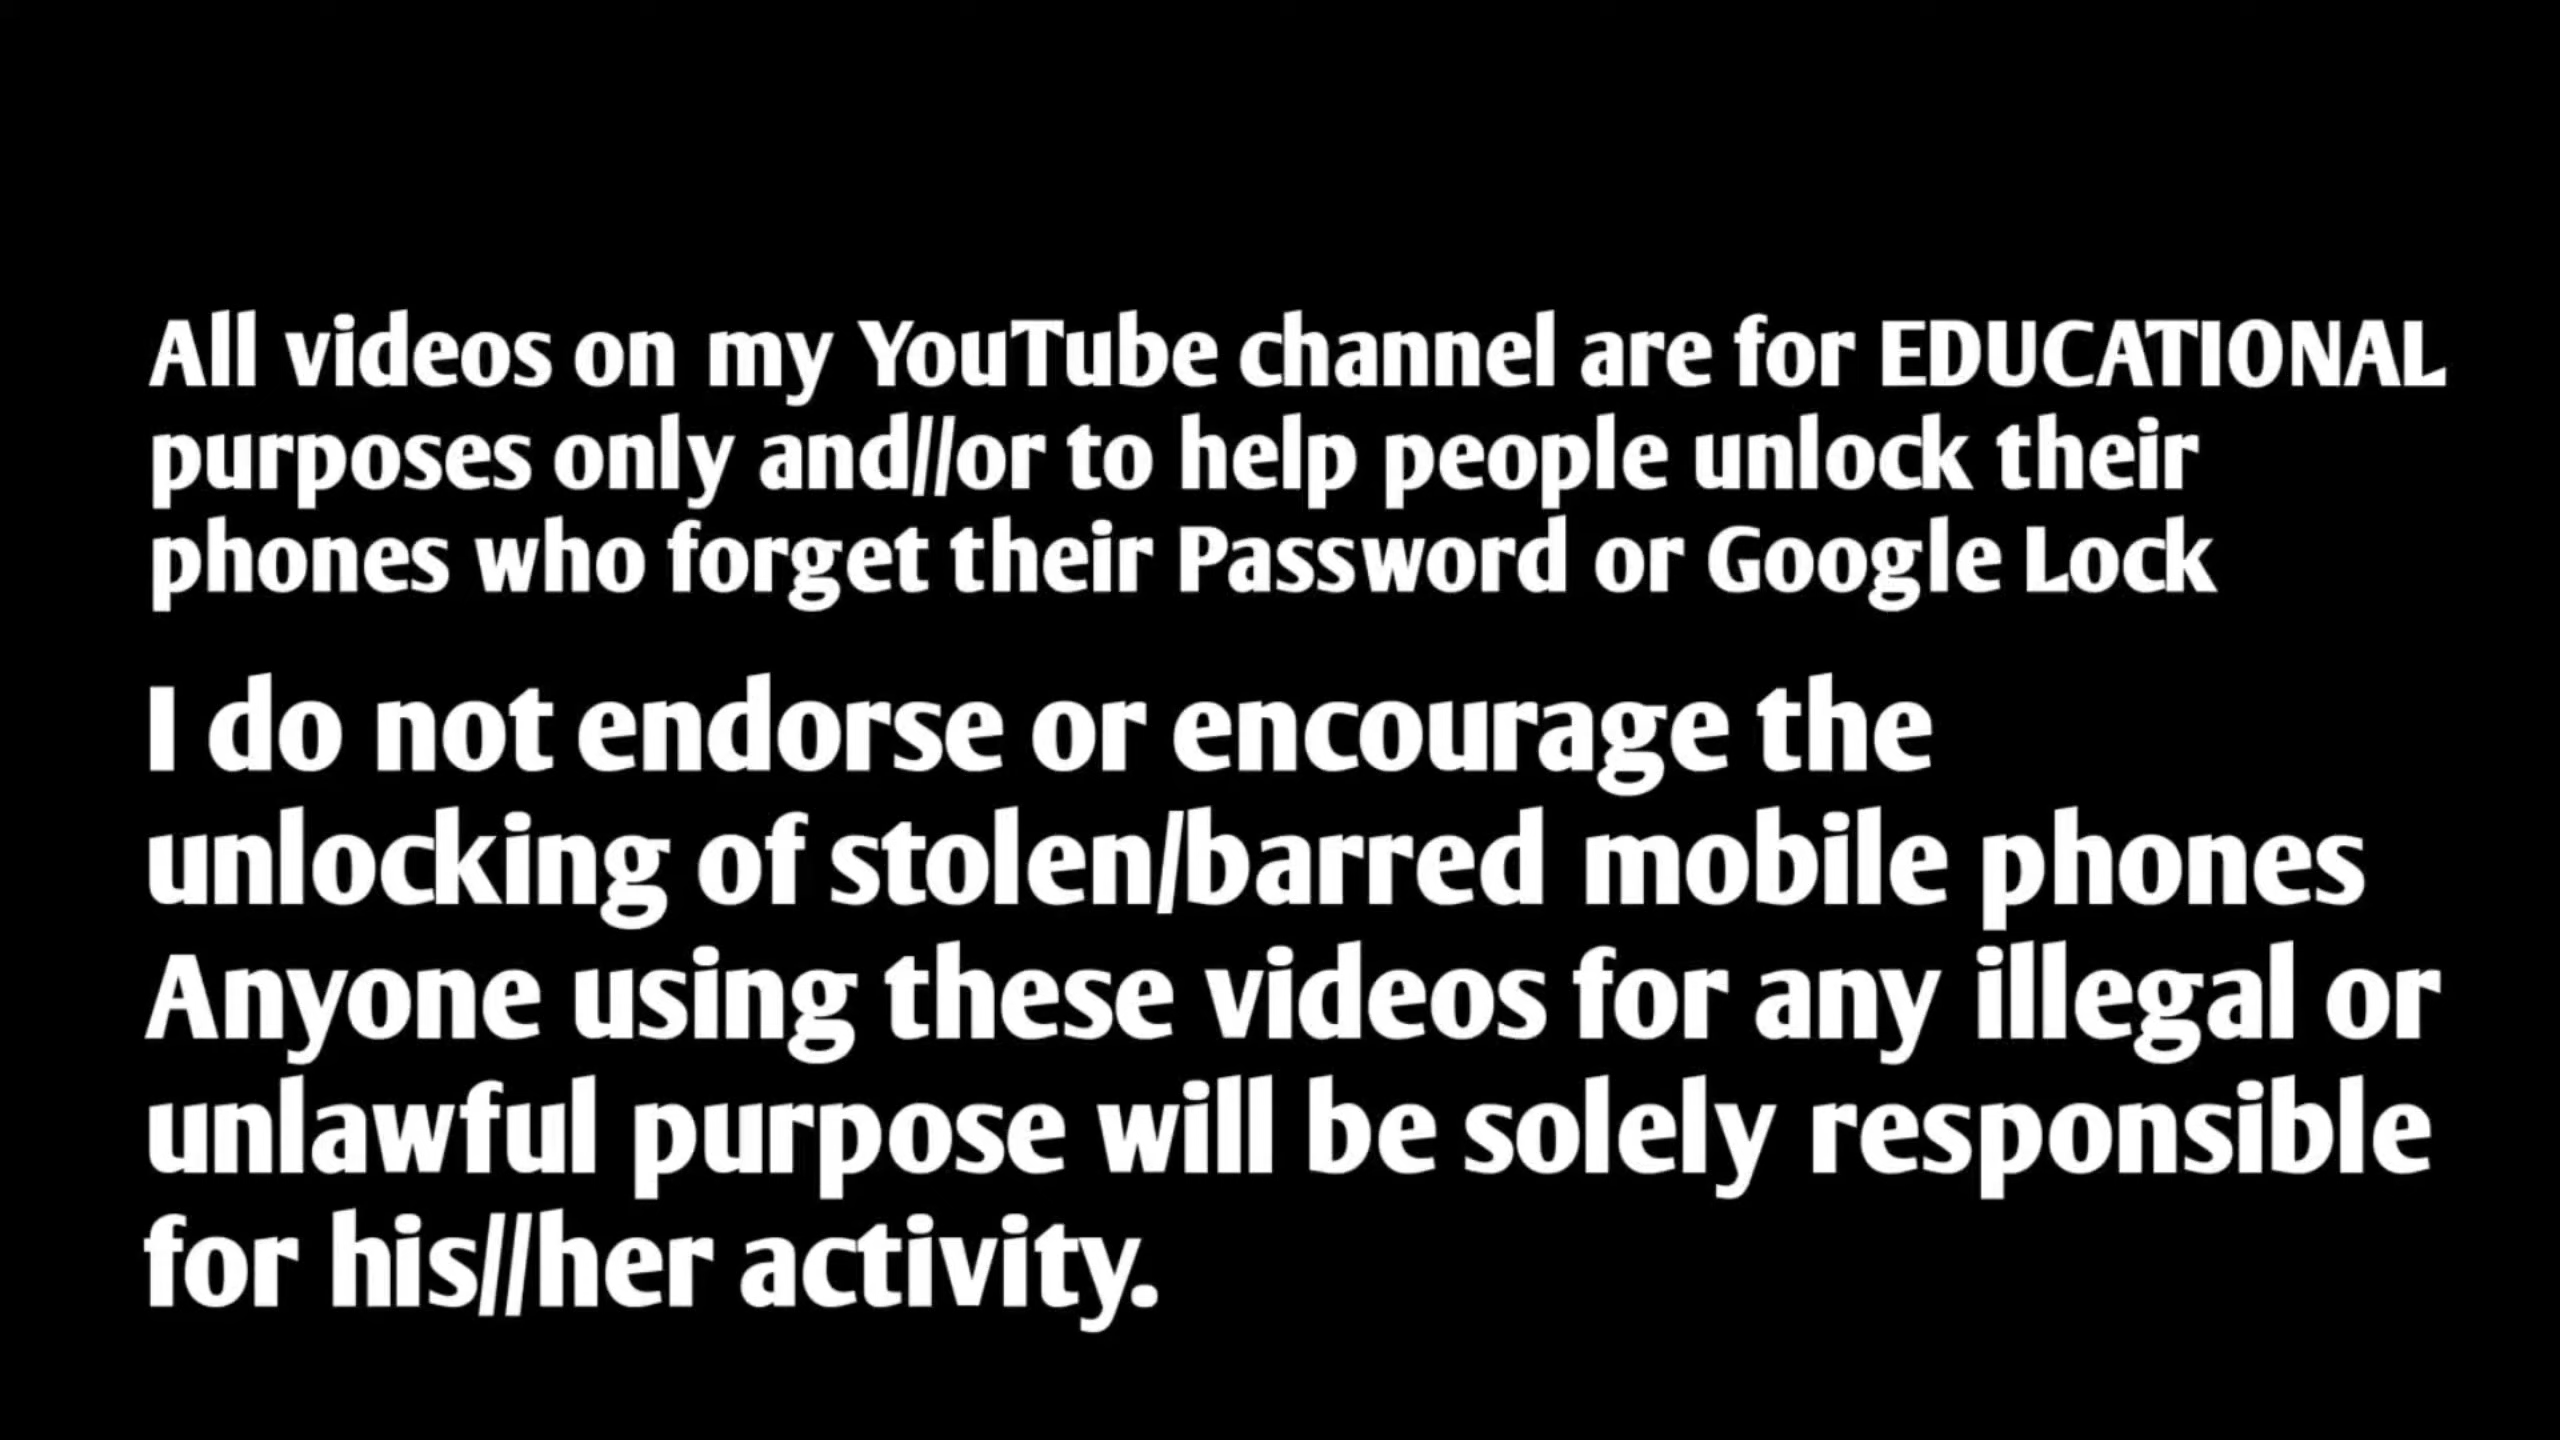 All videos on my YouTube channel are for EDUCATIONAL
purposes only and//or to help people unlock their
phones who forget their Password or Google Lock
I do not endorse or encourage the
unlocking of stolen/barred mobile phones
Anyone using these videos for any illegal or
unlawful purpose will be solely responsible
for his//her activity.